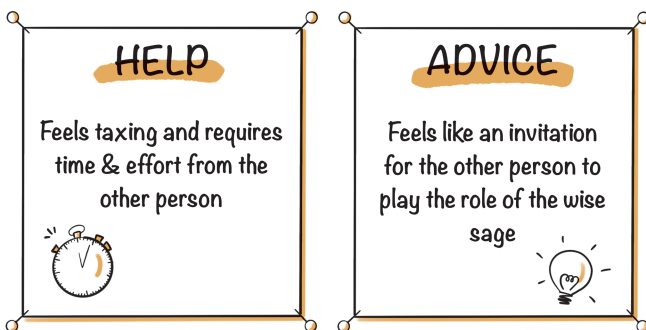 HELP
Feels taxing and requires
time & effort from the
other person
ADVICE
Feels like an invitation
for the other person to
play the role of the wise
sage